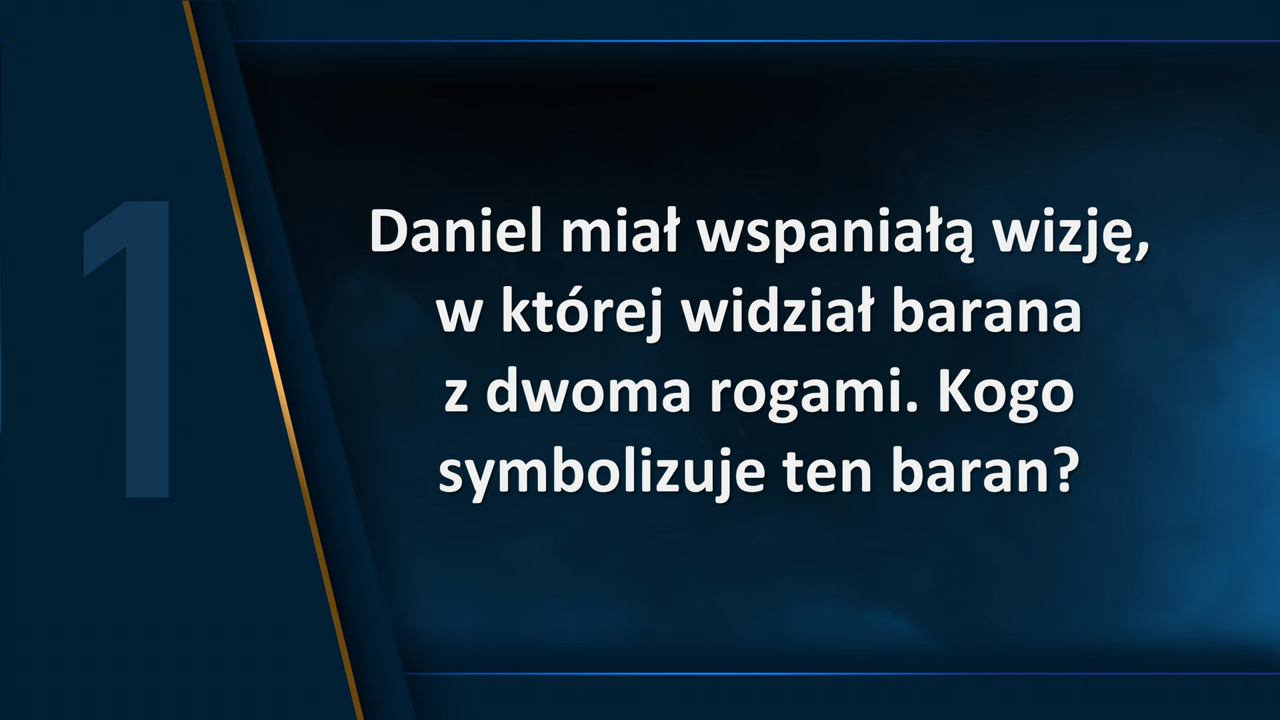 1
Daniel miał wspaniałą wizję,
w której widział barana
z dwoma rogami. Kogo
symbolizuje ten baran?